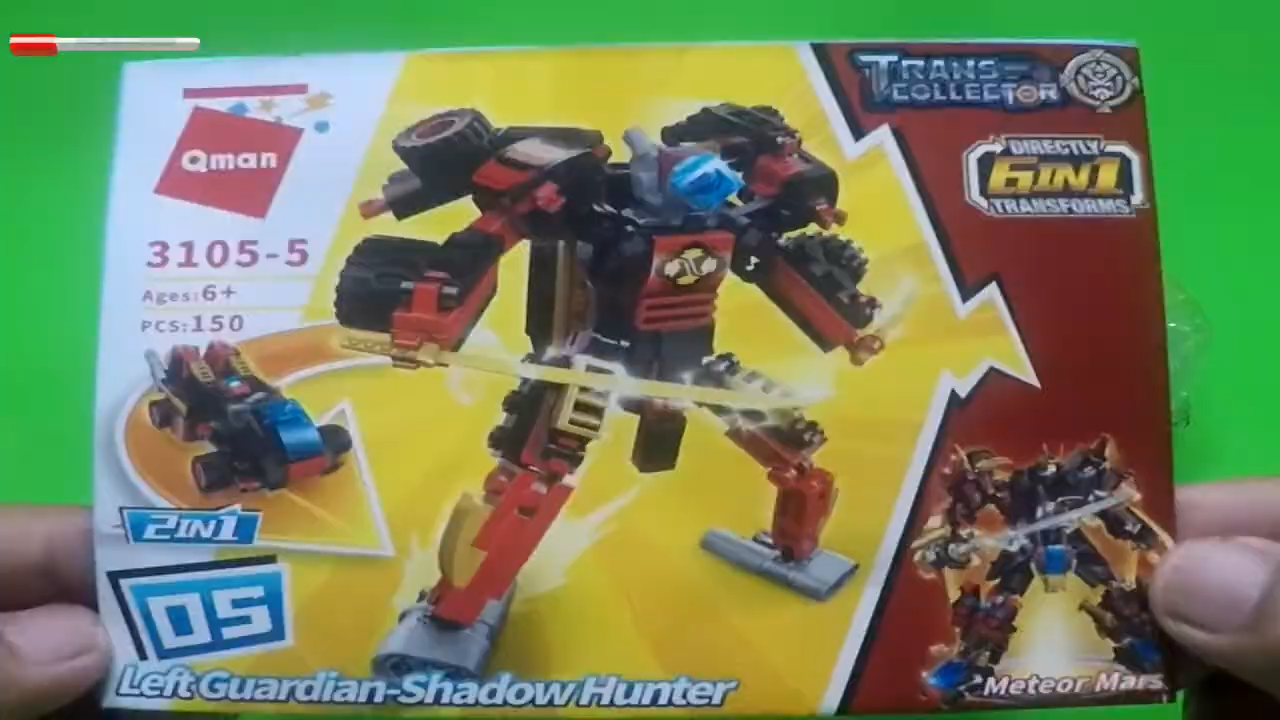 Qman
3105-5
Ages:6+
PCS:150
2IN1
05
Left Guardian-Shadow Hunter
TRANS-
COLLECTOR
DIRECTLY
6IN1
TRANSFORMS
Meteor Mars